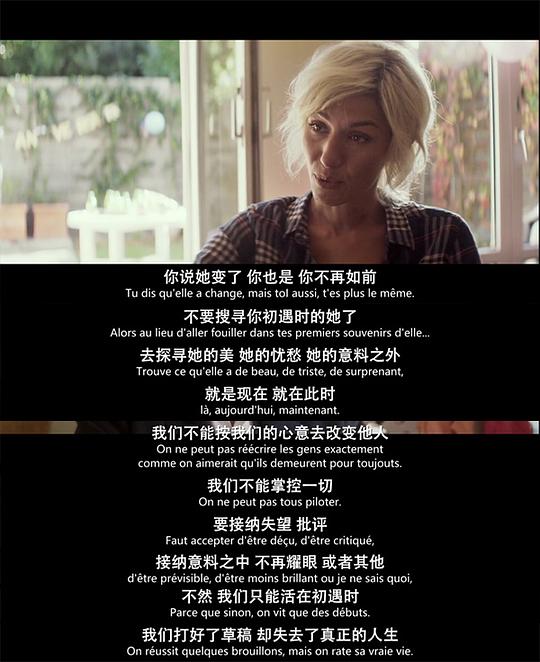 你说她变了 你也是 你不再如前
Tu dis qu'elle a change, mais toI aussi, t'es plus le même.
不要搜寻你初遇时的她了
Alors au lieu d'aller fouiller dans tes premiers souvenirs d'elle...
去探寻她的美 她的忧愁 她的意料之外
Trouve ce qu'elle a de beau, de triste, de surprenant,
就是现在 就在此时
là, aujourd'hui, maintenant.
我们不能按我们的心意去改变他人
On ne peut pas réécrire les gens exactement
comme on aimerait qu'ils demeurent pour toujouts.
我们不能掌控一切
On ne peut pas tous piloter.
要接纳失望 批评
Faut accepter d'être déçu, d'être critiqué,
接纳意料之中 不再耀眼 或者其他
d'être prévisible, d'être moins brillant ou je ne sais quoi,
不然 我们只能活在初遇时
Parce que sinon, on vit que des débuts.
我们打好了草稿 却失去了真正的人生
On réussit quelques brouillons, mais on rate sa vraie vie.